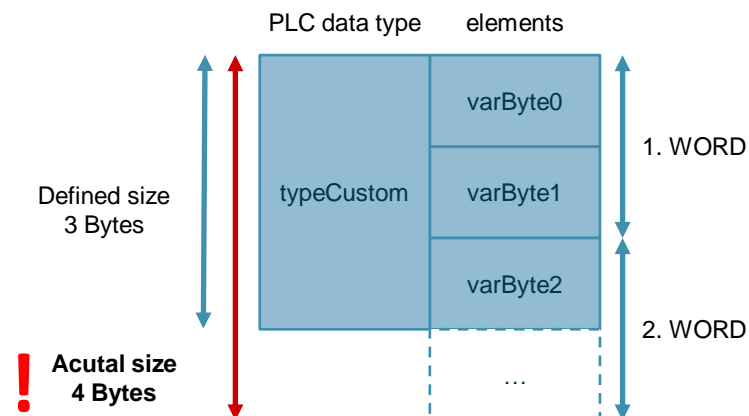 PLC data type elements
varByte0
1. WORD
Defined size
3 Bytes
typeCustom
varByte1
varByte2
2. WORD
! Acutal size
4 Bytes
...